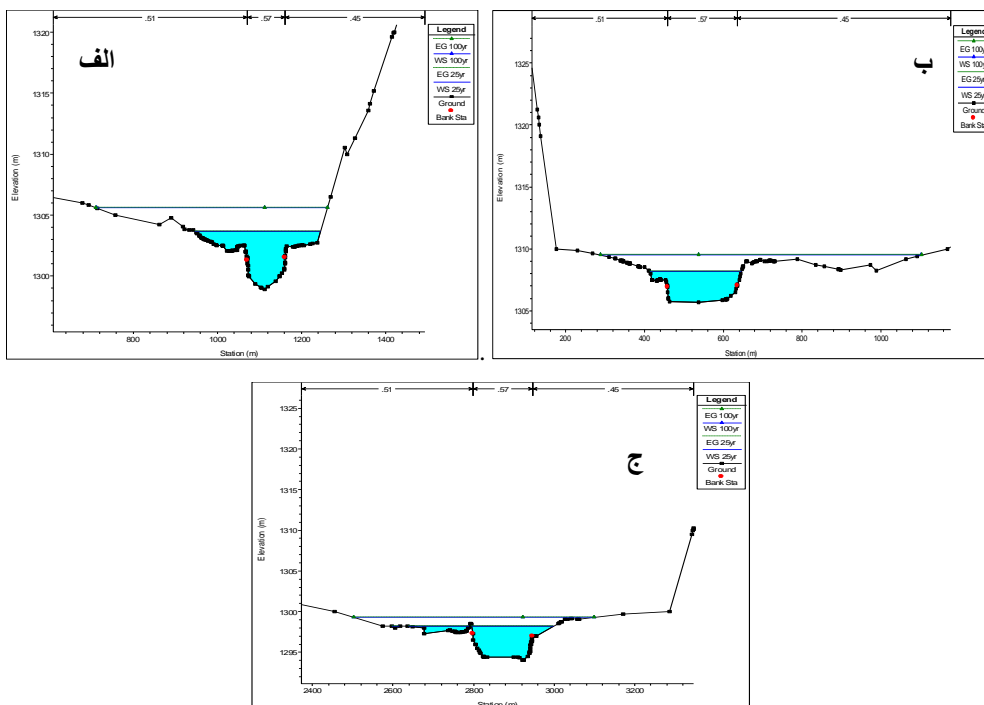 .51 .57 .45
1320
1315
1310
1305
1300
Elevation (m)
800 1000 1200 1400
Station (m)
الف
Legend
EG 100yr
WS 100yr
EG 25yr
WS 25yr
Ground
Bank Sta
.51 .57 .45
1325
1320
1315
1310
1305
Elevation (m)
200 400 600 800 1000
Station (m)
ب
Legend
EG 100yr
WS 100yr
EG 25yr
WS 25yr
Ground
Bank Sta
.51 .57 .45
1325
1320
1315
1310
1305
1300
1295
Elevation (m)
2400 2600 2800 3000 3200
Station (m)
ج
Legend
EG 100yr
WS 100yr
EG 25yr
WS 25yr
Ground
Bank Sta